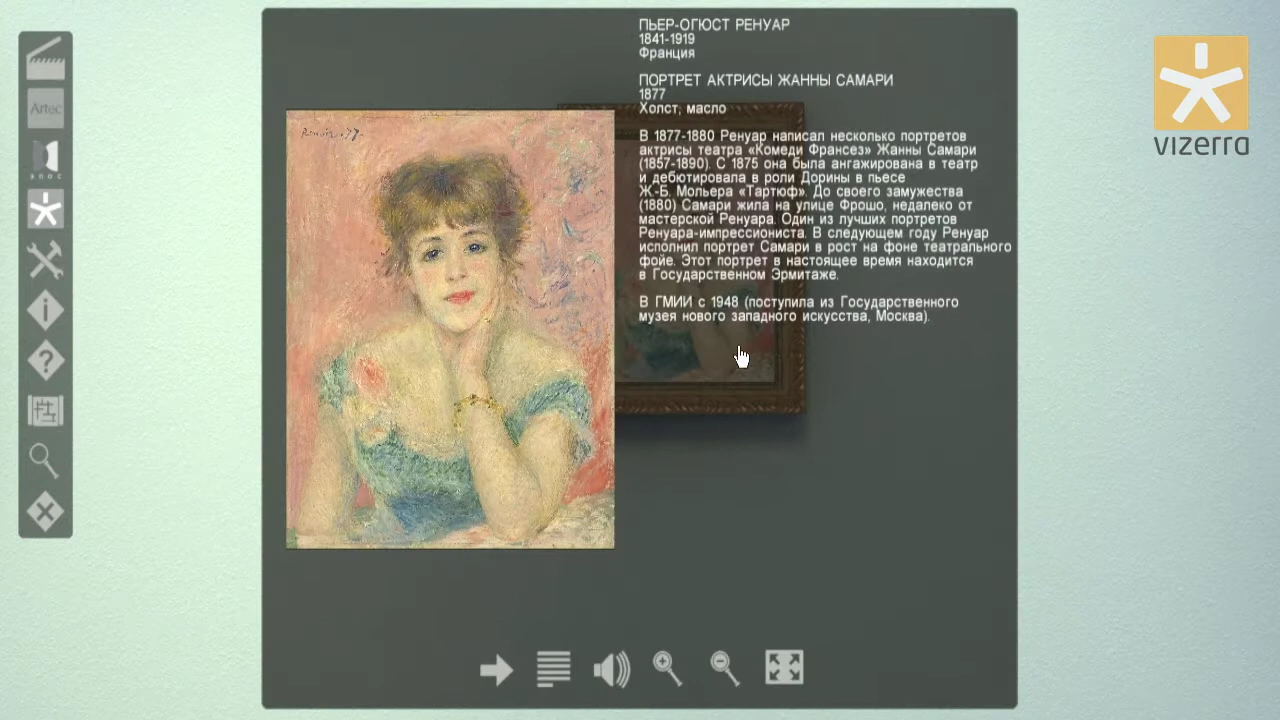 ПЬЕР-ОГЮСТ РЕНУАР
1841-1919
Франция
ПОРТРЕТ АКТРИСЫ ЖАННЫ САМАРИ
1877
Холст, масло
В 1877-1880 Ренуар написал несколько портретов
актрисы театра «Комеди Франсез» Жанны Самари
(1857-1890). С 1875 она была ангажирована в театр
и дебютировала в роли Дорины в пьесе
Ж.-Б. Мольера «Тартюф». До своего замужества
(1880) Самари жила на улице Фрошо, недалеко от
мастерской Ренуара. Один из лучших портретов
Ренуара-импрессиониста. В следующем году Ренуар
исполнил портрет Самари в рост на фоне театрального
фойе. Этот портрет в настоящее время находится
в Государственном Эрмитаже.
В ГМИИ с 1948 (поступила из Государственного
музея нового западного искусства, Москва).
Renoir. 77.
Artec
эпос
vizerra